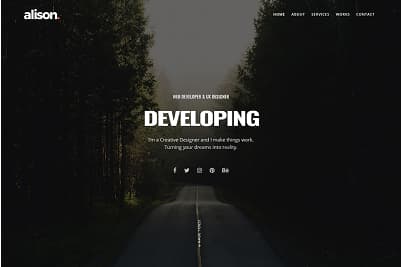 alison.
HOME ABOUT SERVICES WORKS CONTACT
WEB DEVELOPER & UX DESIGNER
DEVELOPING
I'm a Creative Designer and I make things work.
Turning your dreams into reality.